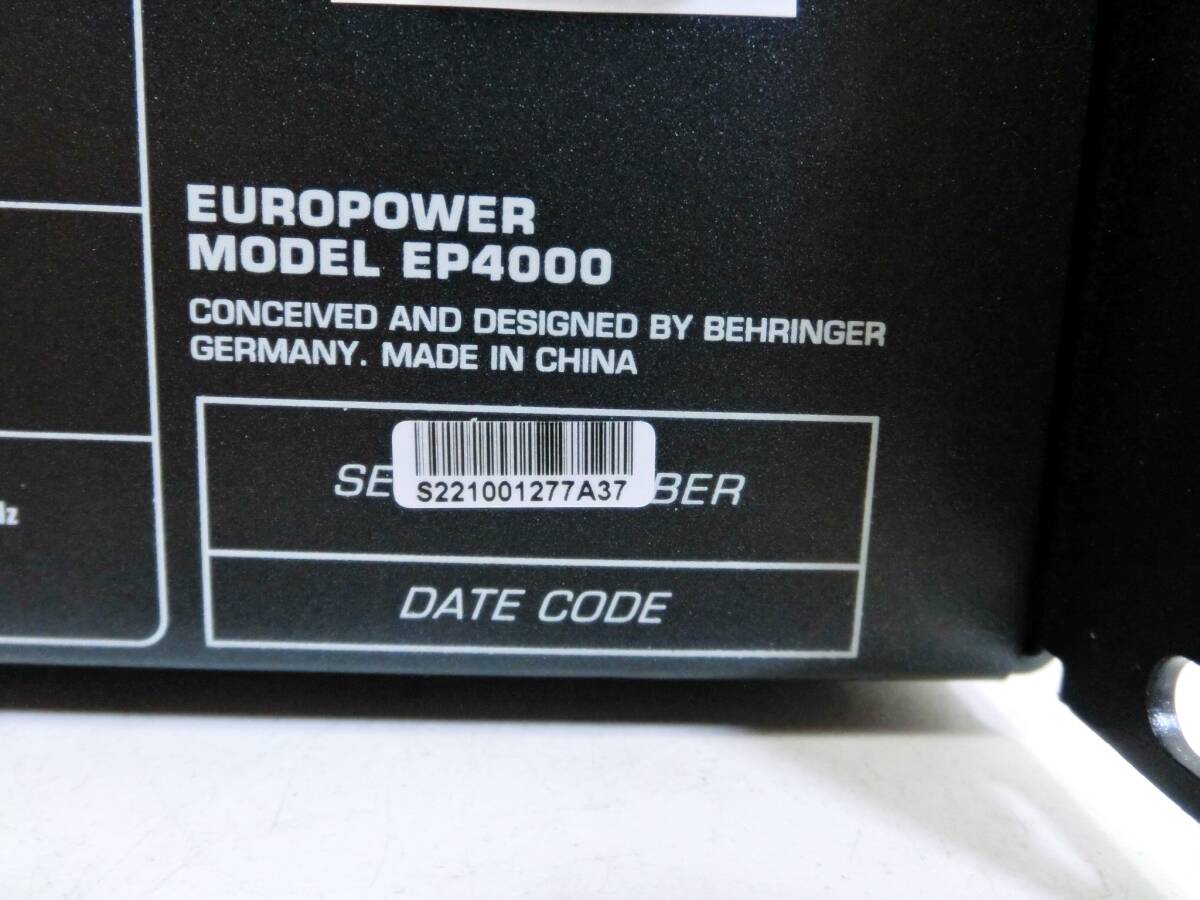 EUROPOWER
MODEL EP4000
CONCEIVED AND DESIGNED BY BEHRINGER
GERMANY. MADE IN CHINA
S221001277A37
DATE CODE